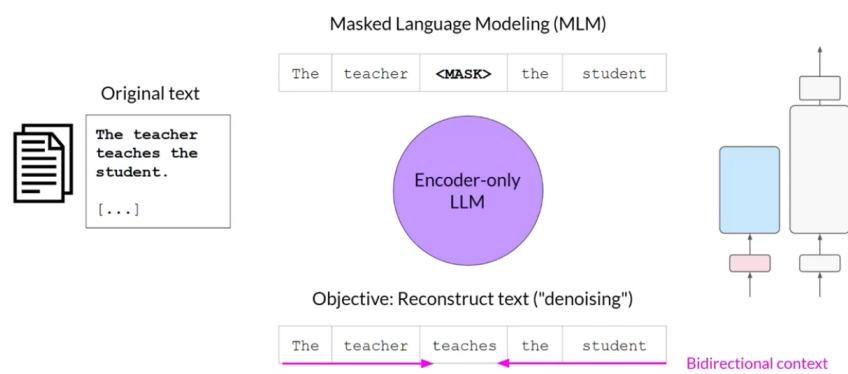 Masked Language Modeling (MLM)
The teacher <MASK> the student
Original text
The teacher
teaches the
student.
[...]
Encoder-only
LLM
Objective: Reconstruct text ("denoising")
The teacher teaches the student
Bidirectional context